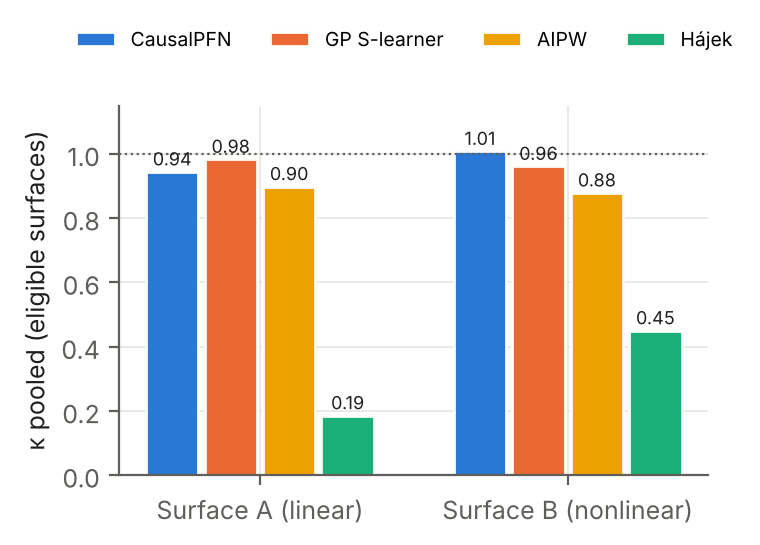 CausalPFN GP S-learner AIPW Hájek
κ pooled (eligible surfaces)
1.0
0.8
0.6
0.4
0.2
0.0
0.94 0.98 0.90 0.19
1.01 0.96 0.88 0.45
Surface A (linear) Surface B (nonlinear)